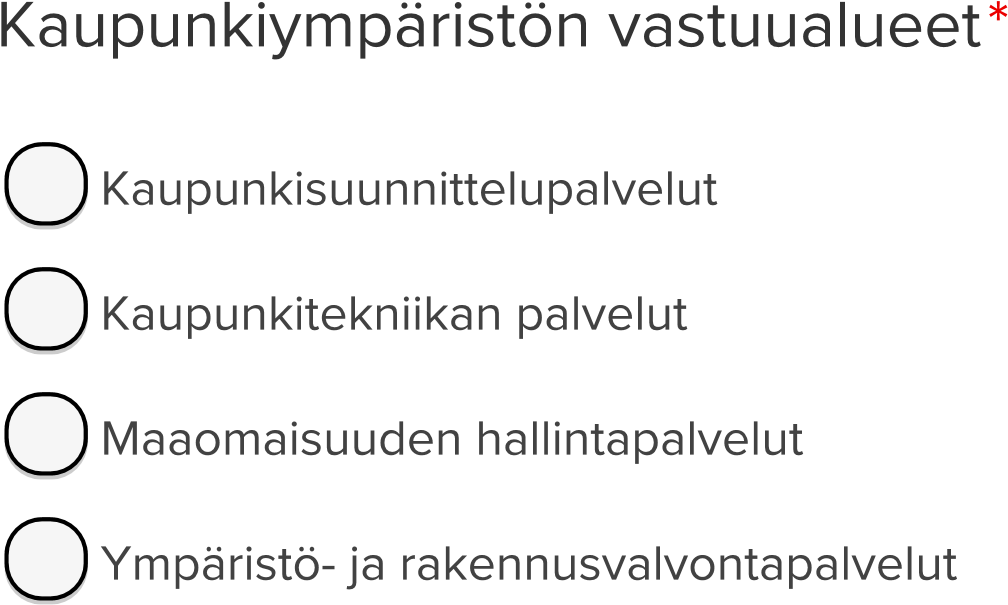 Kaupunkiympäristön vastuualueet*
Kaupunkisuunnittelupalvelut
Kaupunkitekniikan palvelut
Maaomaisuuden hallintapalvelut
Ympäristö- ja rakennusvalvontapalvelut